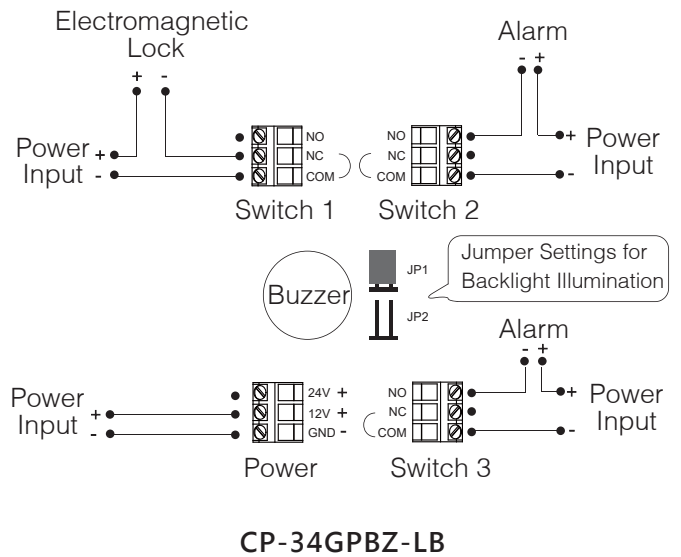 Electromagnetic
Lock
+ -
Alarm
- +
Power
Input
+
-
NO
NC
COM
Switch 1
NO
NC
COM
Switch 2
+
-
Power
Input
Buzzer
JP1
JP2
Jumper Settings for
Backlight Illumination
Alarm
- +
Power
Input
+
-
24V +
12V +
GND -
Power
NO
NC
COM
Switch 3
+
-
Power
Input
CP-34GPBZ-LB